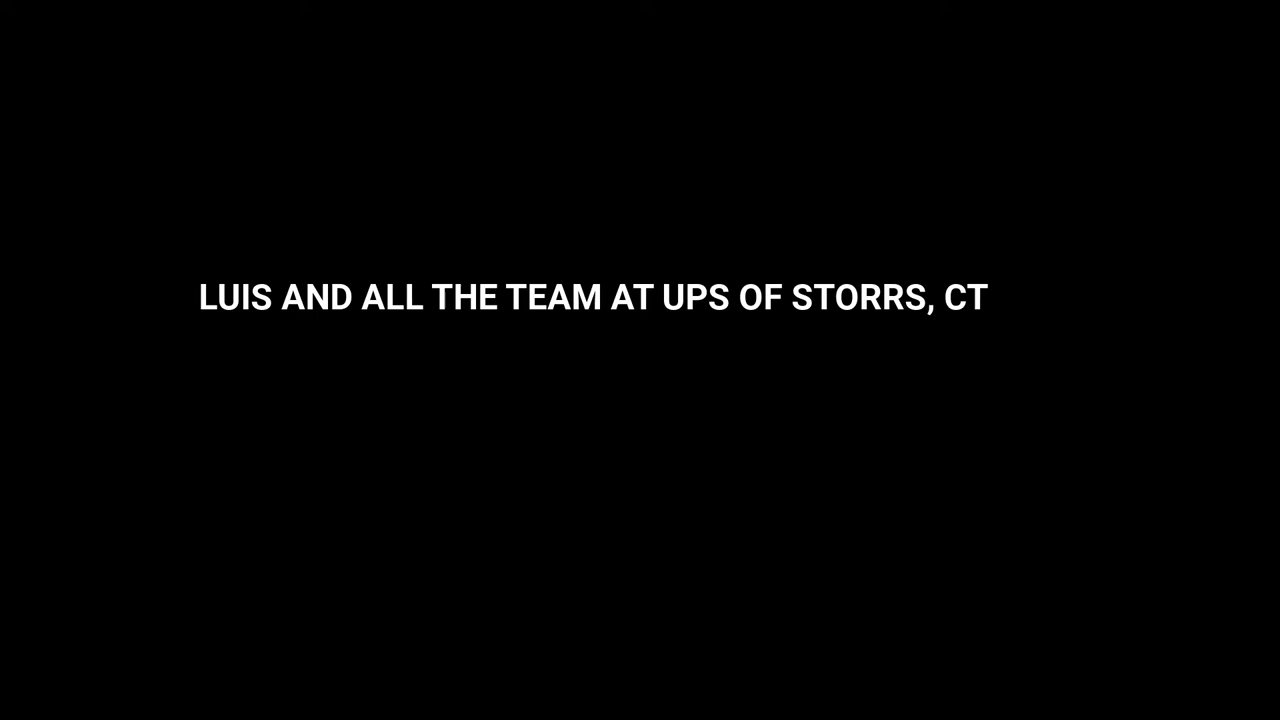 LUIS AND ALL THE TEAM AT UPS OF STORRS, CT